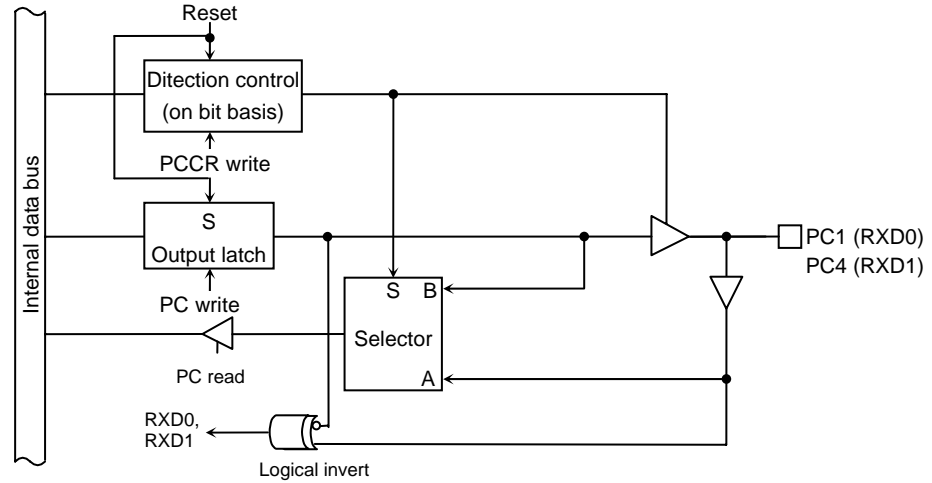 Reset
Ditection control
(on bit basis)
PCCR write
Internal data bus
S
Output latch
PC write
S B
Selector
A
PC read
PC1 (RXD0)
PC4 (RXD1)
RXD0,
RXD1
Logical invert